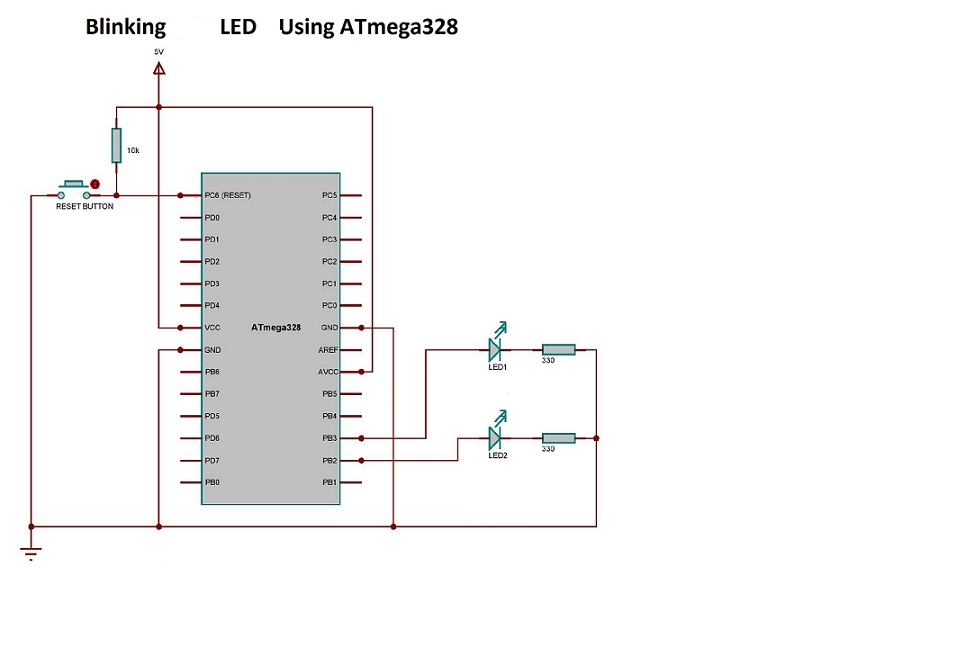 Blinking LED Using ATmega328
5V
10k
RESET BUTTON
PC6 (RESET)
PD0
PD1
PD2
PD3
PD4
VCC
GND
PB6
PB7
PD5
PD6
PD7
PB0
ATmega328
PC5
PC4
PC3
PC2
PC1
PC0
GND
AREF
AVCC
PB5
PB4
PB3
PB2
PB1
LED1
330
LED2
330